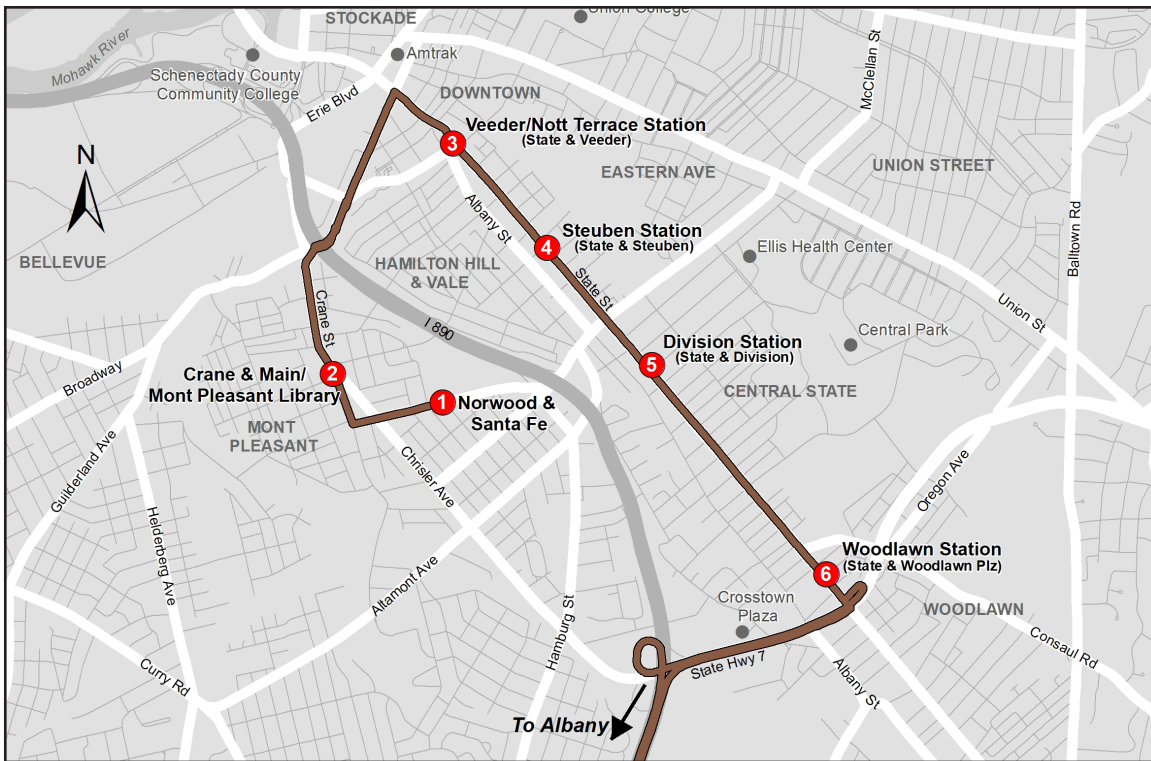 STOCKADE
Union College
Mohawk River
Amtrak
McClellan St
Schenectady County
Community College
DOWNTOWN
Erie Blvd
3
Veeder/Nott Terrace Station
(State & Veeder)
N
EASTERN AVE
UNION STREET
Albany St
Balltown Rd
4
Steuben Station
(State & Steuben)
Ellis Health Center
BELLEVUE
HAMILTON HILL
& VALE
State St
Crane St
I 890
Union St
Central Park
5
Division Station
(State & Division)
2
Crane & Main/
Mont Pleasant Library
Broadway
CENTRAL STATE
1
Norwood &
Santa Fe
MONT
PLEASANT
Guilderland Ave
Chrisler Ave
Oregon Ave
Helderberg Ave
6
Woodlawn Station
(State & Woodlawn Plz)
Altamont Ave
Crosstown
Plaza
WOODLAWN
Hamburg St
Consaul Rd
State Hwy 7
Curry Rd
Albany St
To Albany